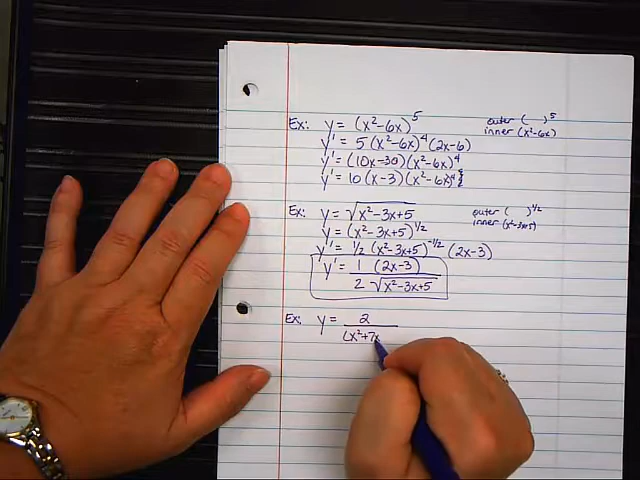 Ex: y = (x²-6x)⁵ outer ( )⁵
inner (x²-6x)
y' = 5(x²-6x)⁴(2x-6)
y' = (10x-30)(x²-6x)⁴
y' = 10(x-3)(x²-6x)⁴
Ex: y = √x²-3x+5 outer ( )^1/2
inner (x²-3x+5)
y = (x²-3x+5)^1/2
y' = 1/2 (x²-3x+5)^-1/2 (2x-3)
y' = 1 (2x-3)
2 √x²-3x+5
Ex: y = 2
(x²+7x